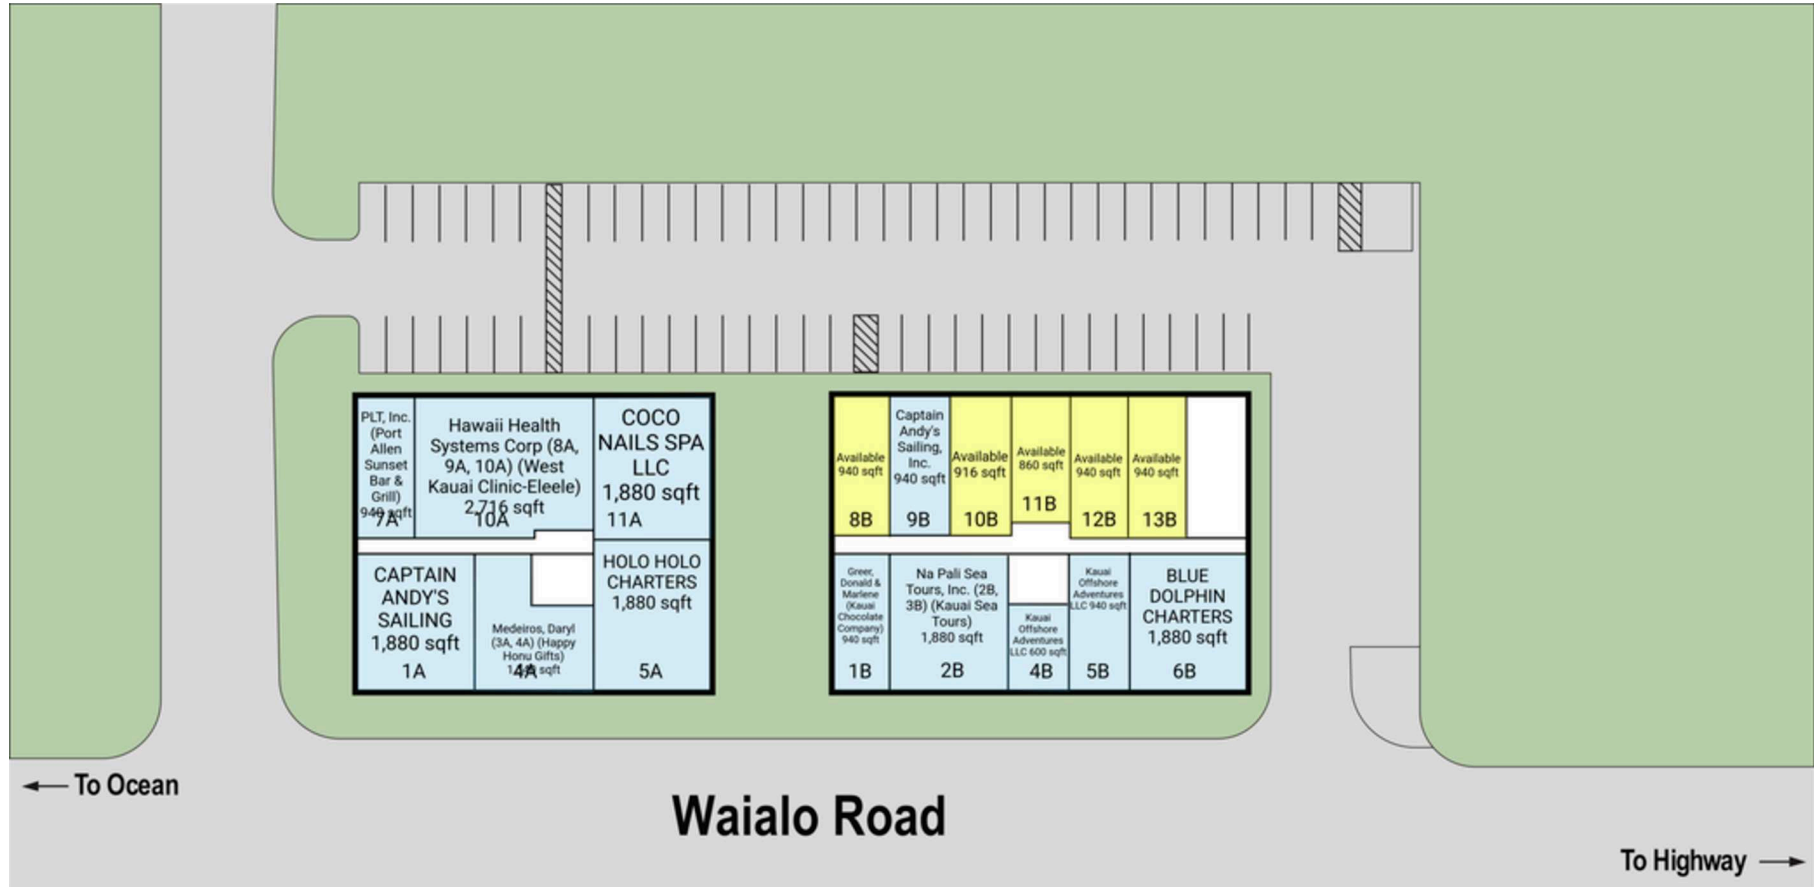 PLT, Inc.
(Port
Allen
Sunset
Bar &
Grill)
940 sqft
7A
Hawaii Health
Systems Corp (8A,
9A, 10A) (West
Kauai Clinic-Eleele)
2,716 sqft
10A
COCO
NAILS SPA
LLC
1,880 sqft
11A
CAPTAIN
ANDY'S
SAILING
1,880 sqft
1A
Medeiros, Daryl
(3A, 4A) (Happy
Honu Gifts)
sqft
4A
HOLO HOLO
CHARTERS
1,880 sqft
5A
Available
940 sqft
8B
Captain
Andy's
Sailing,
Inc.
940 sqft
9B
Available
916 sqft
10B
Available
860 sqft
11B
Available
940 sqft
12B
Available
940 sqft
13B
Greer,
Donald &
Marlene
(Kauai
Chocolate
Company)
940 sqft
1B
Na Pali Sea
Tours, Inc. (2B,
3B) (Kauai Sea
Tours)
1,880 sqft
2B
Kauai
Offshore
Adventures
LLC 600 sqft
4B
Kauai
Offshore
Adventures
LLC 940 sqft
5B
BLUE
DOLPHIN
CHARTERS
1,880 sqft
6B
To Ocean
Waialo Road
To Highway